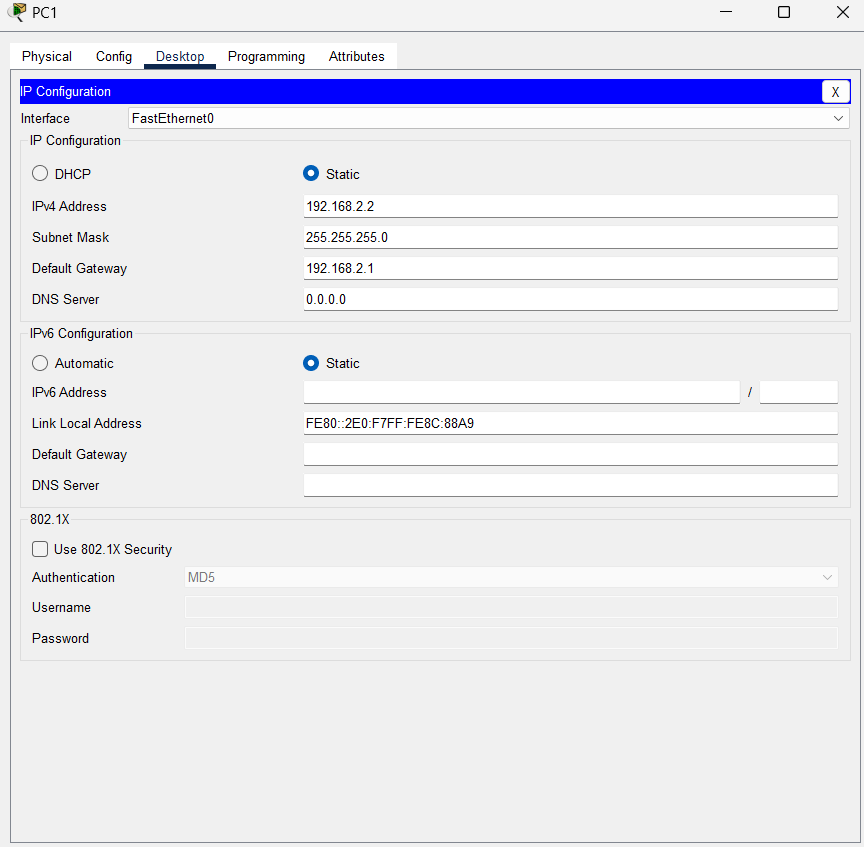 PC1
Physical Config Desktop Programming Attributes
IP Configuration X
Interface FastEthernet0
IP Configuration
DHCP Static
IPv4 Address 192.168.2.2
Subnet Mask 255.255.255.0
Default Gateway 192.168.2.1
DNS Server 0.0.0.0
IPv6 Configuration
Automatic Static
IPv6 Address /
Link Local Address FE80::2E0:F7FF:FE8C:88A9
Default Gateway
DNS Server
802.1X
Use 802.1X Security
Authentication MD5
Username
Password